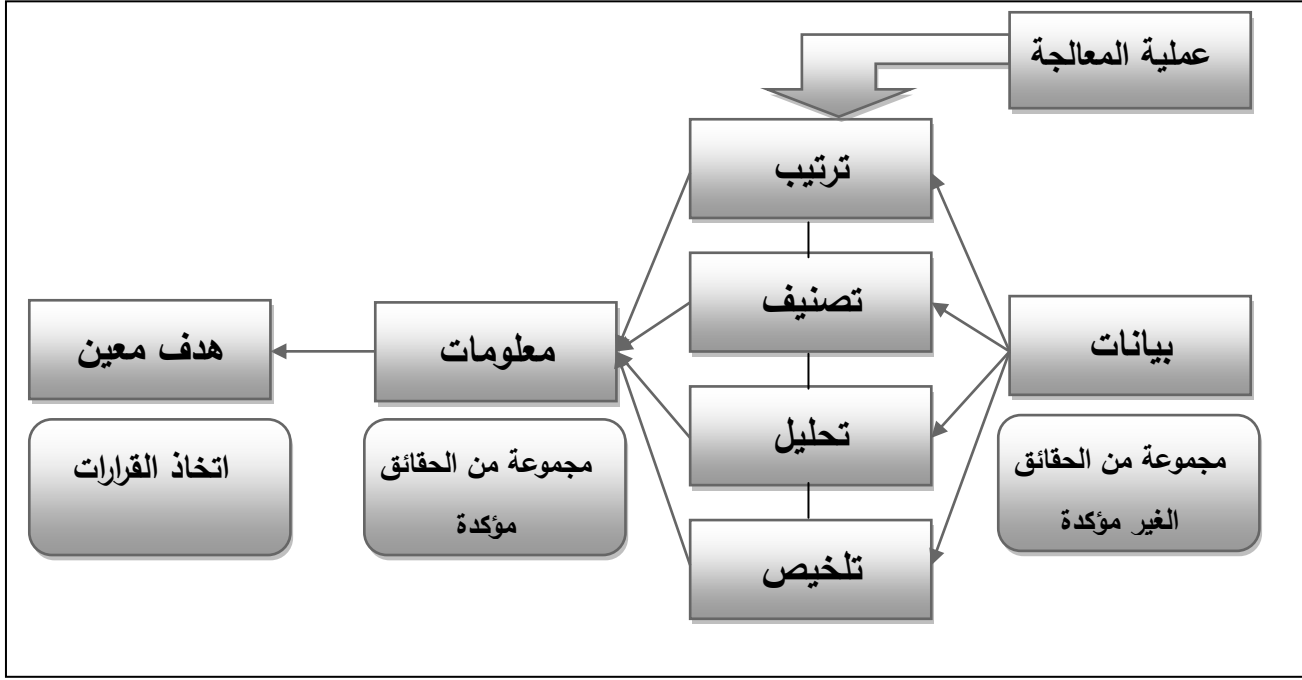 عملية المعالجة
ترتيب
تصنيف
تحليل
تلخيص
بيانات
مجموعة من الحقائق
الغير مؤكدة
معلومات
مجموعة من الحقائق
مؤكدة
هدف معين
اتخاذ القرارات